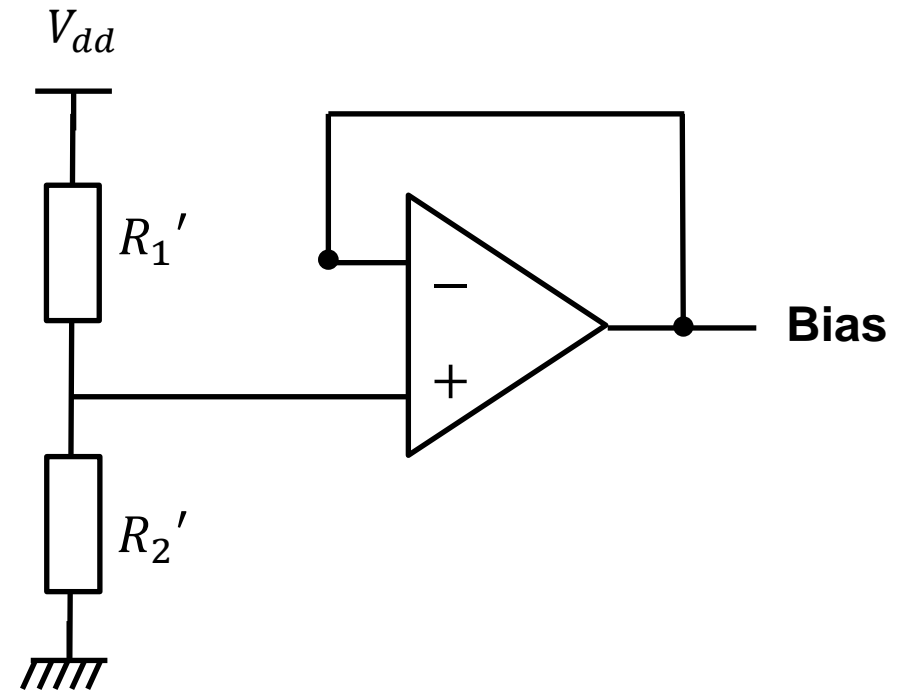 V_dd
R_1′
−
+
Bias
R_2′